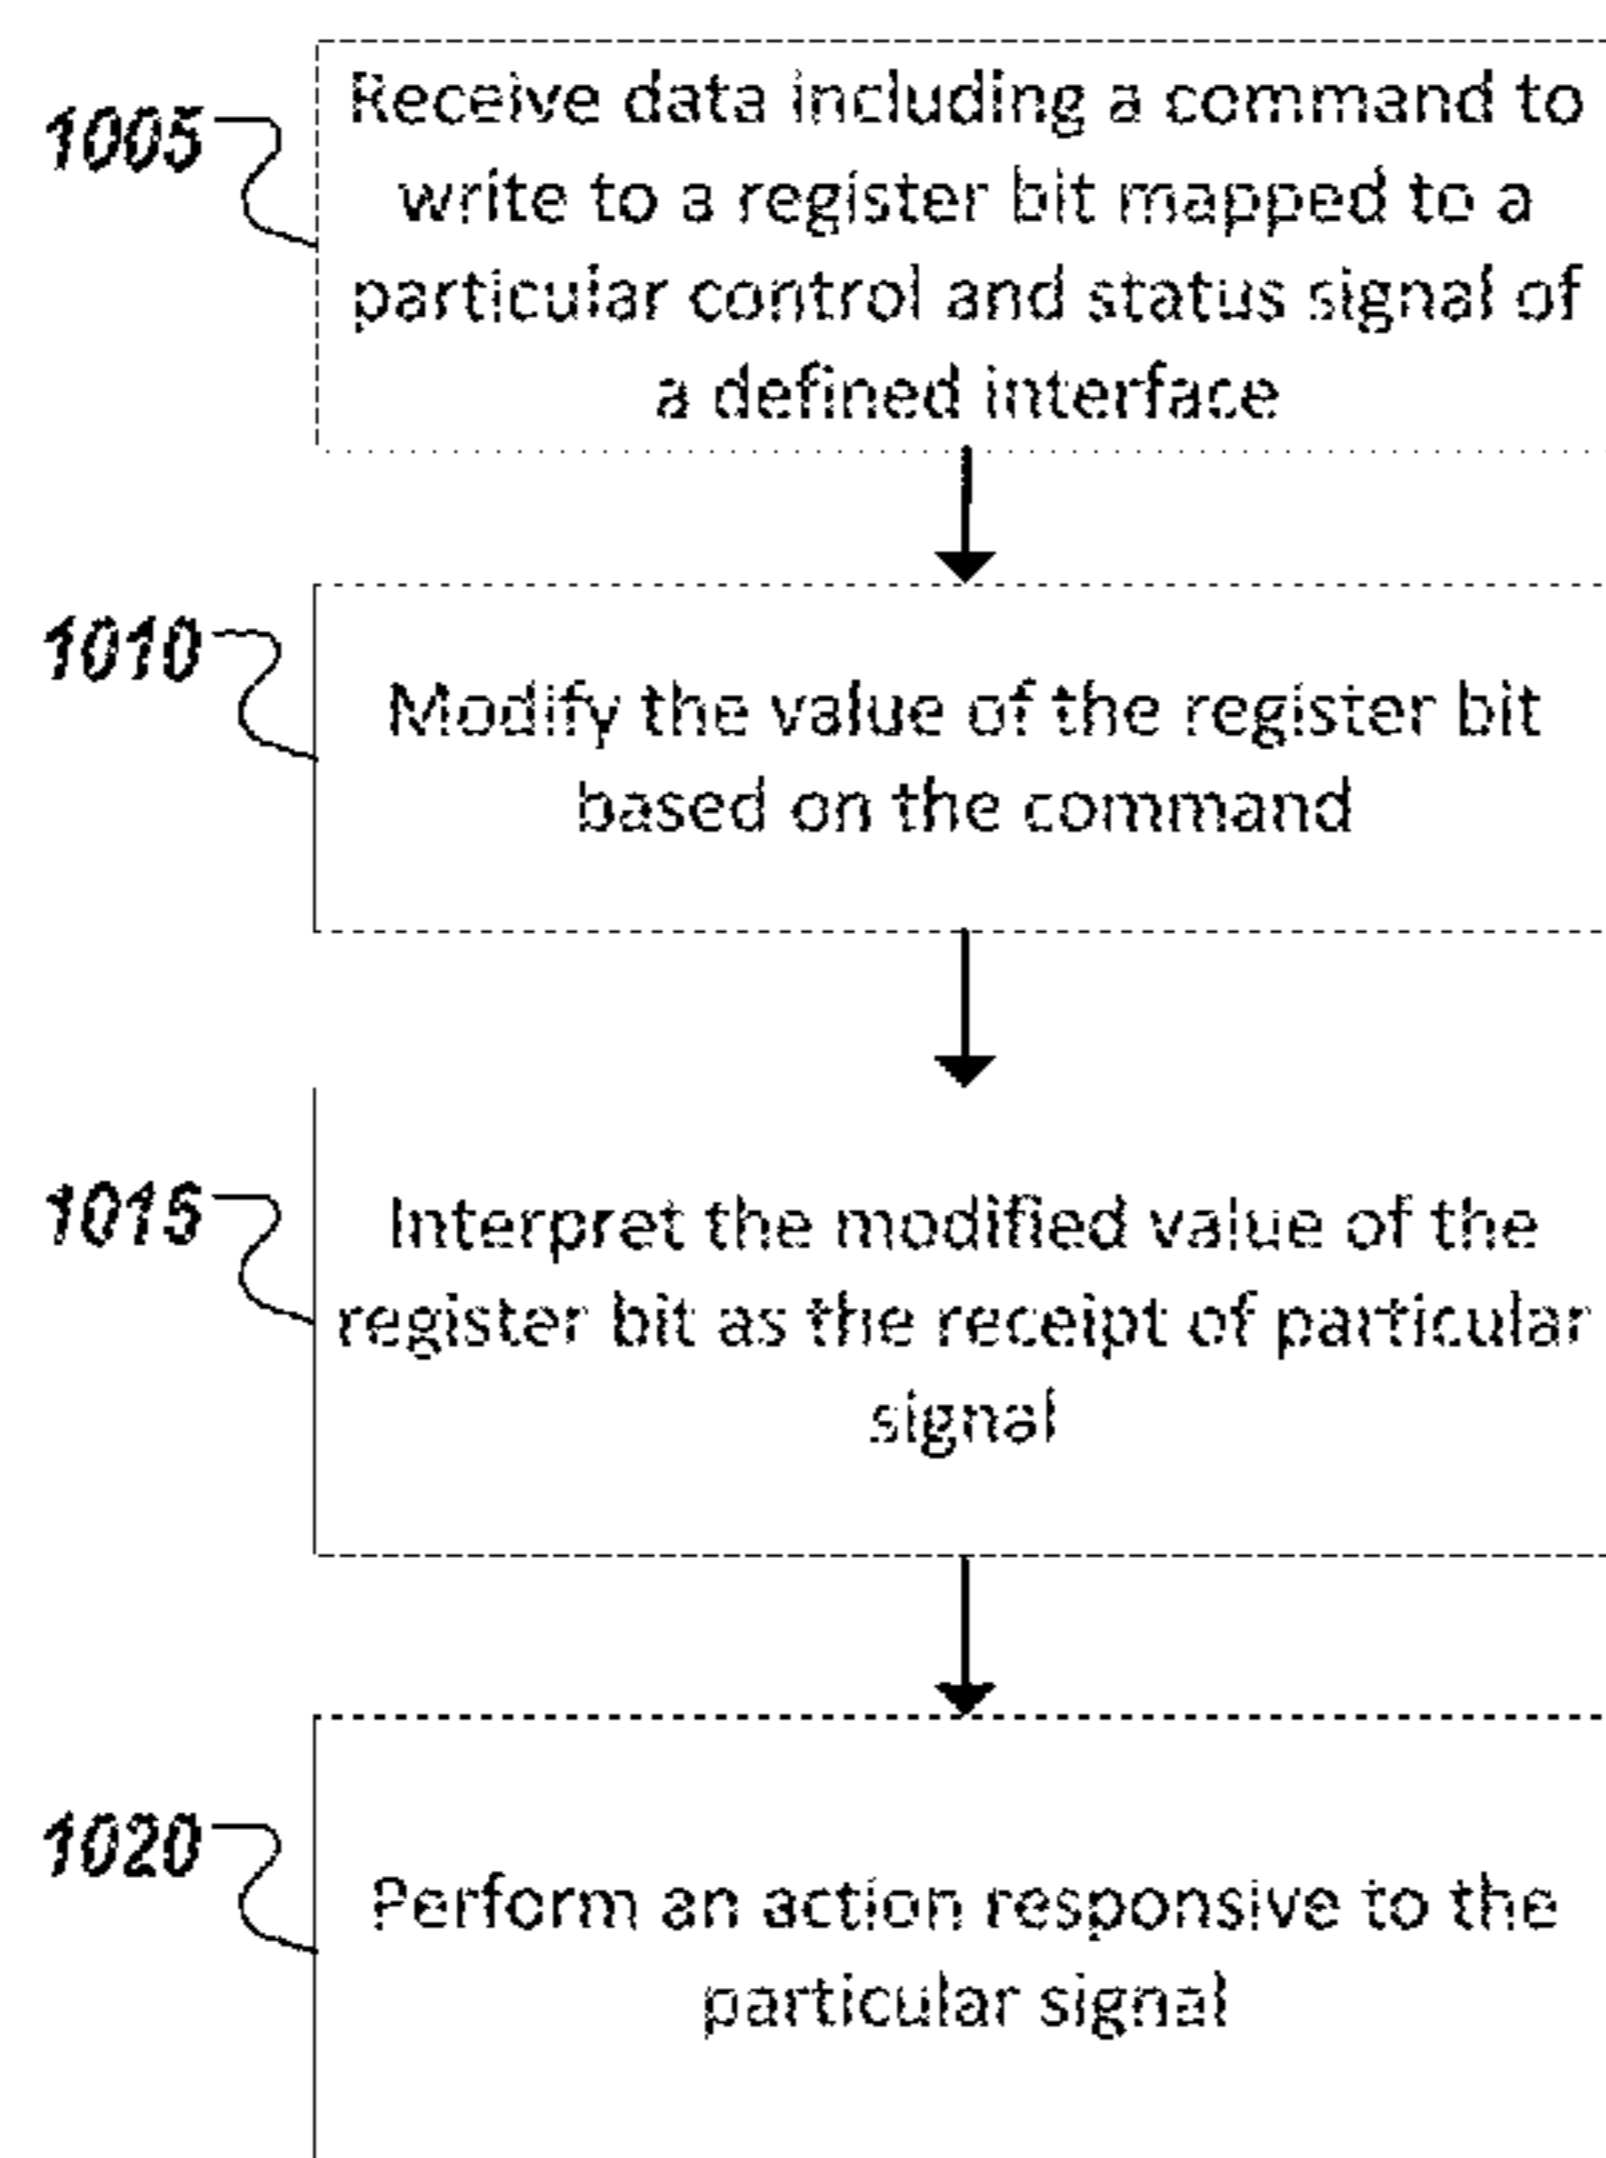 1005
Receive data including a command to
write to a register bit mapped to a
particular control and status signal of
a defined interface
1010
Modify the value of the register bit
based on the command
1015
Interpret the modified value of the
register bit as the receipt of particular
signal
1020
Perform an action responsive to the
particular signal